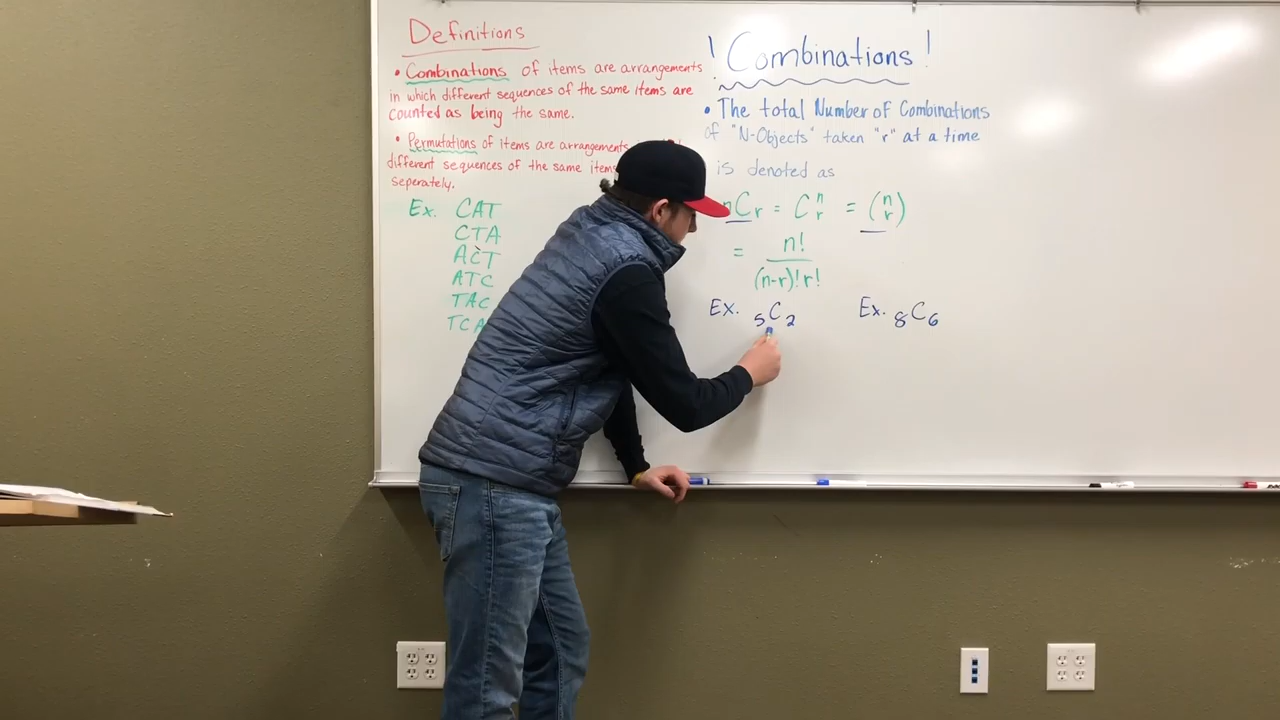 Definitions
• Combinations of items are arrangements
in which different sequences of the same items are
counted as being the same.
• Permutations of items are arrangements
different sequences of the same items
seperately.
Ex. CAT
CTA
ACT
ATC
TAC
TCA
! Combinations!
• The total Number of Combinations
of "N-Objects" taken "r" at a time
is denoted as
nCr = C n r = (n r)
= n! / (n-r)! r!
Ex. 5C2
Ex. 8C6